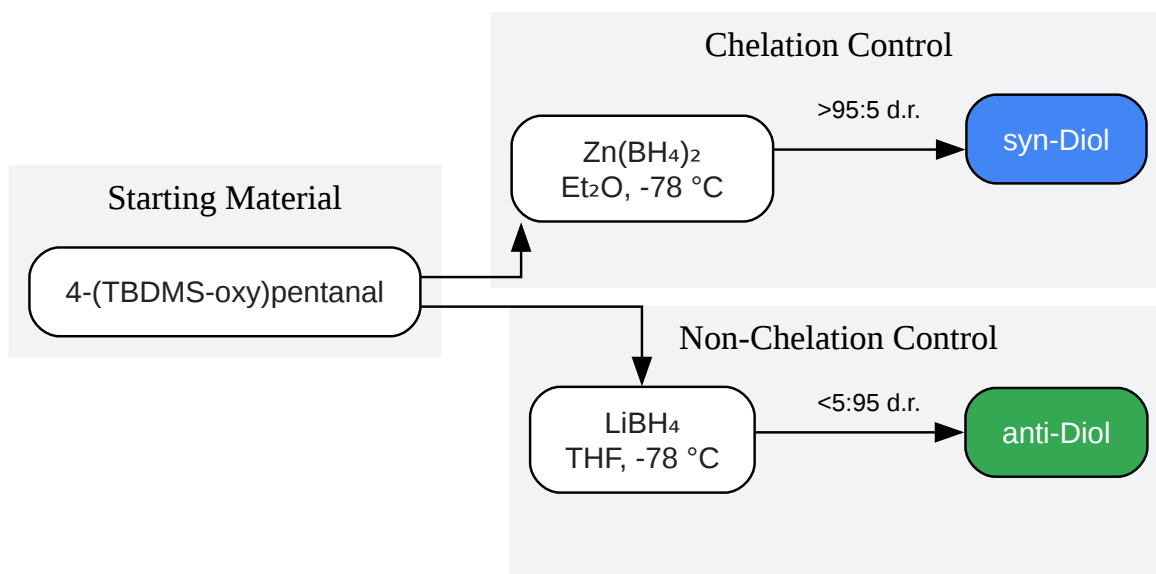 Chelation Control
>95:5 d.r.
syn-Diol
Zn(BH₄)₂
Et₂O, -78 °C
Starting Material
4-(TBDMS-oxy)pentanal
Non-Chelation Control
<5:95 d.r.
anti-Diol
LiBH₄
THF, -78 °C